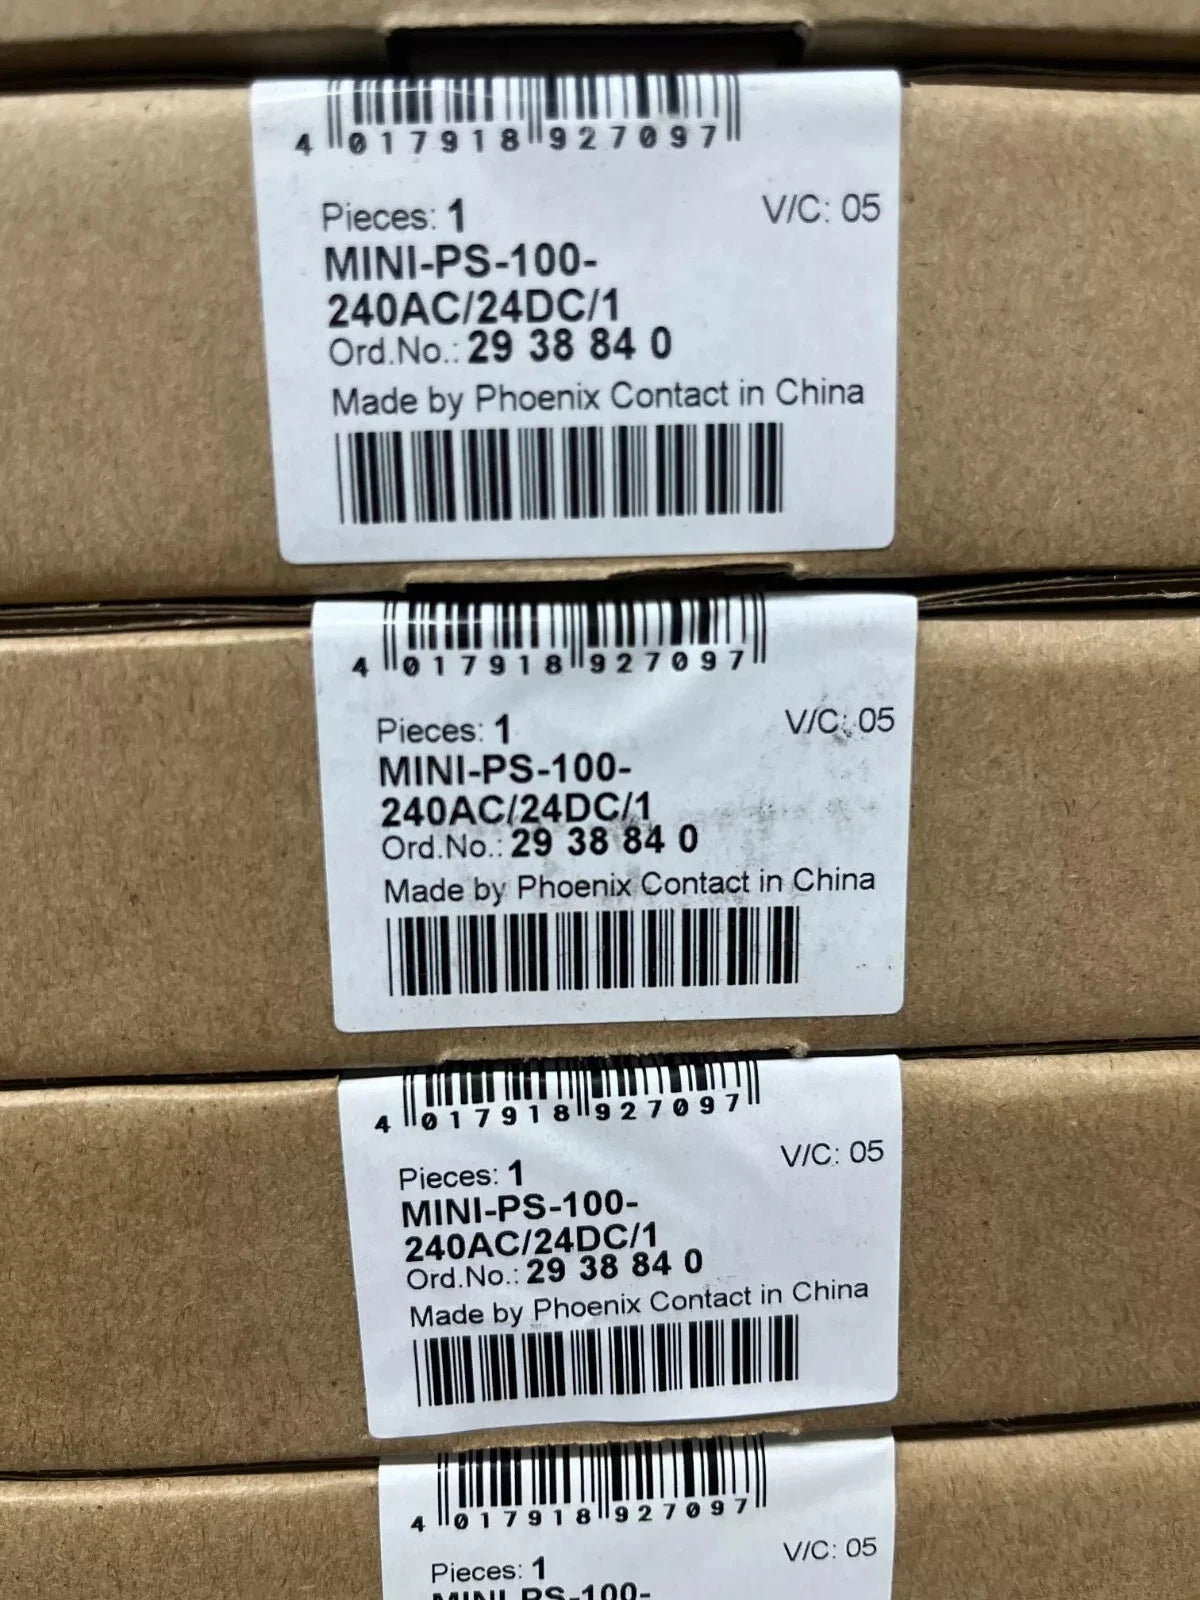 4 017918 927097
Pieces: 1 V/C: 05
MINI-PS-100-
240AC/24DC/1
Ord.No.: 29 38 84 0
Made by Phoenix Contact in China
4 017918 927097
Pieces: 1 V/C: 05
MINI-PS-100-
240AC/24DC/1
Ord.No.: 29 38 84 0
Made by Phoenix Contact in China
4 017918 927097
Pieces: 1 V/C: 05
MINI-PS-100-
240AC/24DC/1
Ord.No.: 29 38 84 0
Made by Phoenix Contact in China
4 017918 927097
Pieces: 1 V/C: 05
MINI-PS-100-